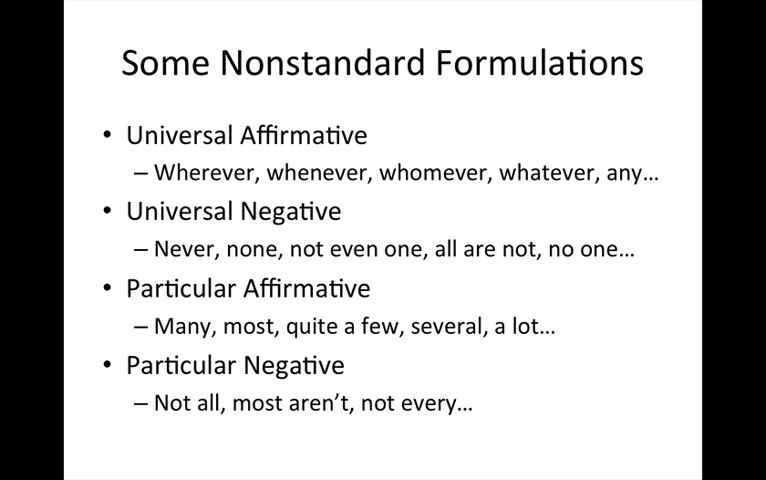 Some Nonstandard Formulations
• Universal Affirmative
– Wherever, whenever, whomever, whatever, any…
• Universal Negative
– Never, none, not even one, all are not, no one…
• Particular Affirmative
– Many, most, quite a few, several, a lot…
• Particular Negative
– Not all, most aren’t, not every…